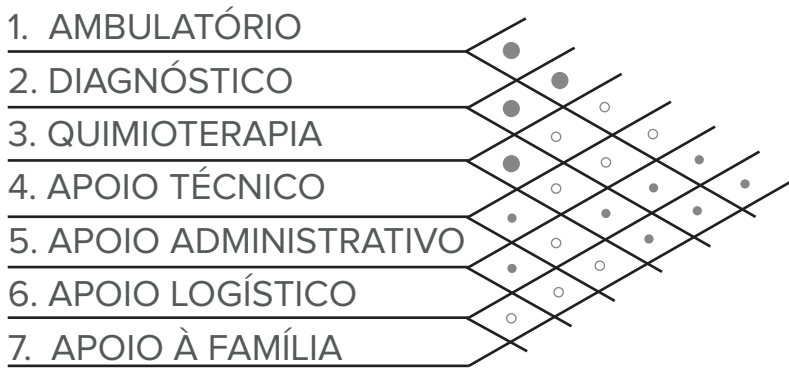 1. AMBULATÓRIO
2. DIAGNÓSTICO
3. QUIMIOTERAPIA
4. APOIO TÉCNICO
5. APOIO ADMINISTRATIVO
6. APOIO LOGÍSTICO
7. APOIO À FAMÍLIA